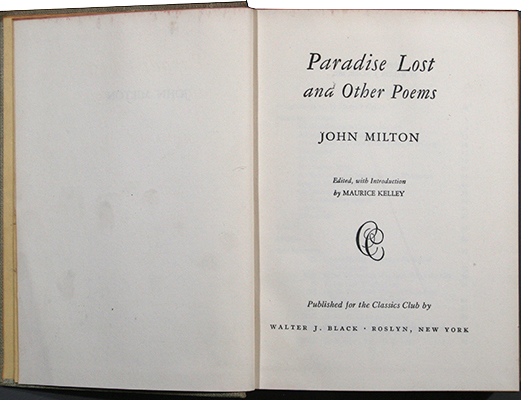 Paradise Lost
and Other Poems
JOHN MILTON
Edited, with Introduction
by MAURICE KELLEY
CC
Published for the Classics Club by
WALTER J. BLACK · ROSLYN, NEW YORK